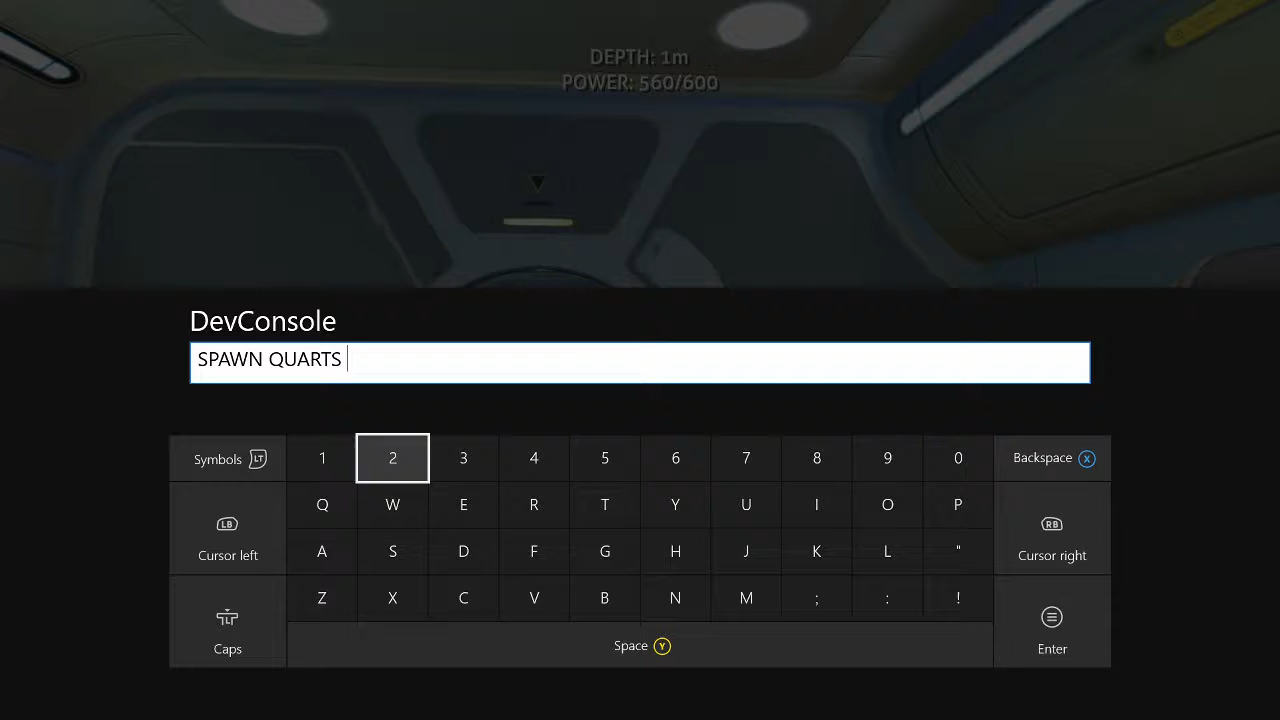 DEPTH: 1m
POWER: 560/600
DevConsole
SPAWN QUARTS
Symbols LT 1 2 3 4 5 6 7 8 9 0 Backspace X
Q W E R T Y U I O P
LB RB
Cursor left A S D F G H J K L " Cursor right
Z X C V B N M ; : !
LT
Caps Space Y Enter